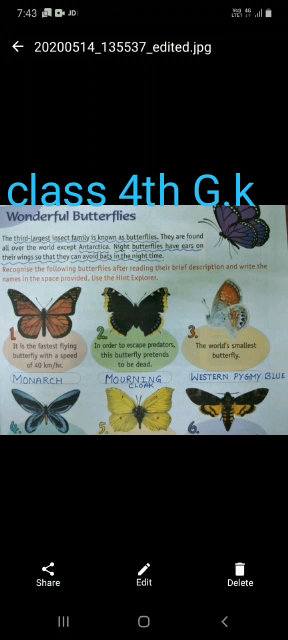 7:43
JD
20200514_135537_edited.jpg
class 4th G.k
Wonderful Butterflies
The third-largest insect family is known as butterflies. They are found
all over the world except Antarctica. Night butterflies have ears on
their wings so that they can avoid bats in the night time.
Recognise the following butterflies after reading their brief description and write the
names in the space provided. Use the Hint Explorer.
1.
It is the fastest flying
butterfly with a speed
of 40 km/hr.
MONARCH
2.
In order to escape predators,
this butterfly pretends
to be dead.
MOURNING
CLOAK
3.
The world's smallest
butterfly.
WESTERN PYGMY BLUE
4.
5.
6.
Share
Edit
Delete